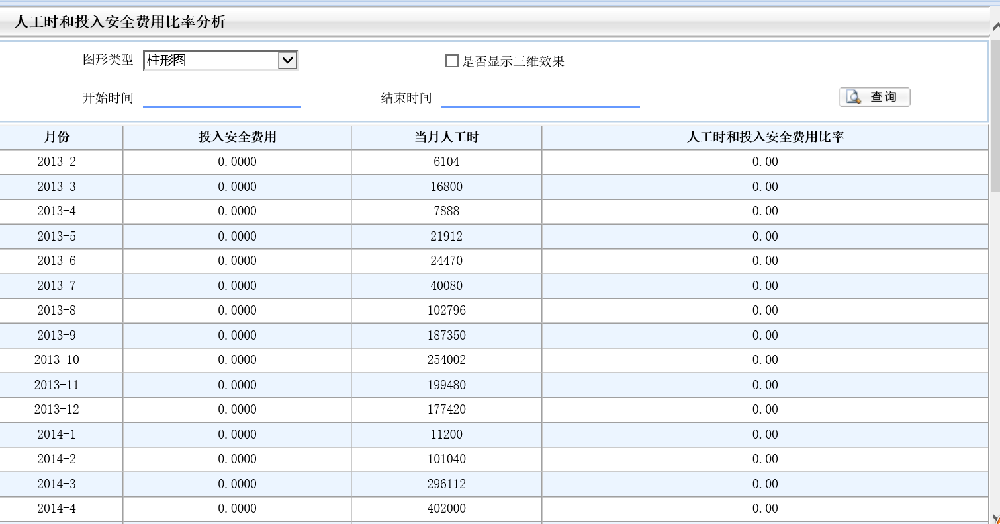 人工时和投入安全费用比率分析
图形类型 柱形图 是否显示三维效果
开始时间 结束时间 查询
月份 投入安全费用 当月人工时 人工时和投入安全费用比率
2013-2 0.0000 6104 0.00
2013-3 0.0000 16800 0.00
2013-4 0.0000 7888 0.00
2013-5 0.0000 21912 0.00
2013-6 0.0000 24470 0.00
2013-7 0.0000 40080 0.00
2013-8 0.0000 102796 0.00
2013-9 0.0000 187350 0.00
2013-10 0.0000 254002 0.00
2013-11 0.0000 199480 0.00
2013-12 0.0000 177420 0.00
2014-1 0.0000 11200 0.00
2014-2 0.0000 101040 0.00
2014-3 0.0000 296112 0.00
2014-4 0.0000 402000 0.00